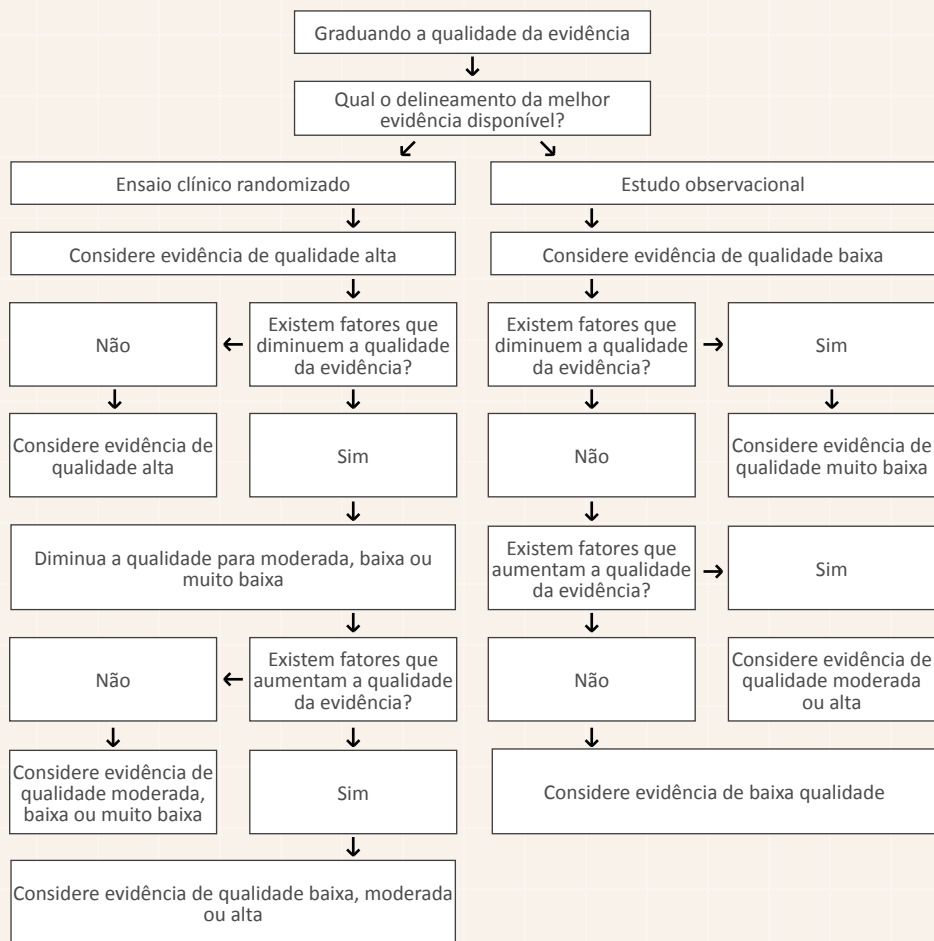 Graduando a qualidade da evidência
Qual o delineamento da melhor
evidência disponível?
Ensaio clínico randomizado
Estudo observacional
Considere evidência de qualidade alta
Considere evidência de qualidade baixa
Não
Existem fatores que
diminuem a qualidade
da evidência?
Existem fatores que
diminuem a qualidade
da evidência?
Sim
Considere evidência de
qualidade alta
Sim
Não
Considere evidência de
qualidade muito baixa
Diminua a qualidade para moderada, baixa ou
muito baixa
Existem fatores que
aumentam a qualidade
da evidência?
Sim
Não
Existem fatores que
aumentam a qualidade
da evidência?
Não
Considere evidência de
qualidade moderada
ou alta
Considere evidência de
qualidade moderada,
baixa ou muito baixa
Sim
Considere evidência de baixa qualidade
Considere evidência de qualidade baixa, moderada
ou alta